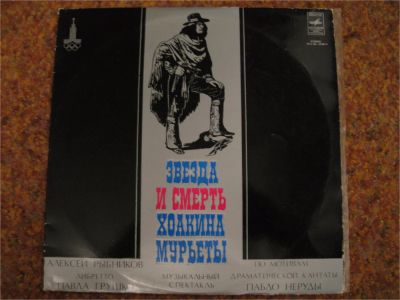 ЗВЕЗДА
И СМЕРТЬ
ХОАКИНА
МУРЬЕТЫ
АЛЕКСЕЙ РЫБНИКОВ
ЛИБРЕТТО
ПАВЛА ГРУШКО
МУЗЫКАЛЬНЫЙ
СПЕКТАКЛЬ
ПО МОТИВАМ
ДРАМАТИЧЕСКОЙ КАНТАТЫ
ПАБЛО НЕРУДЫ